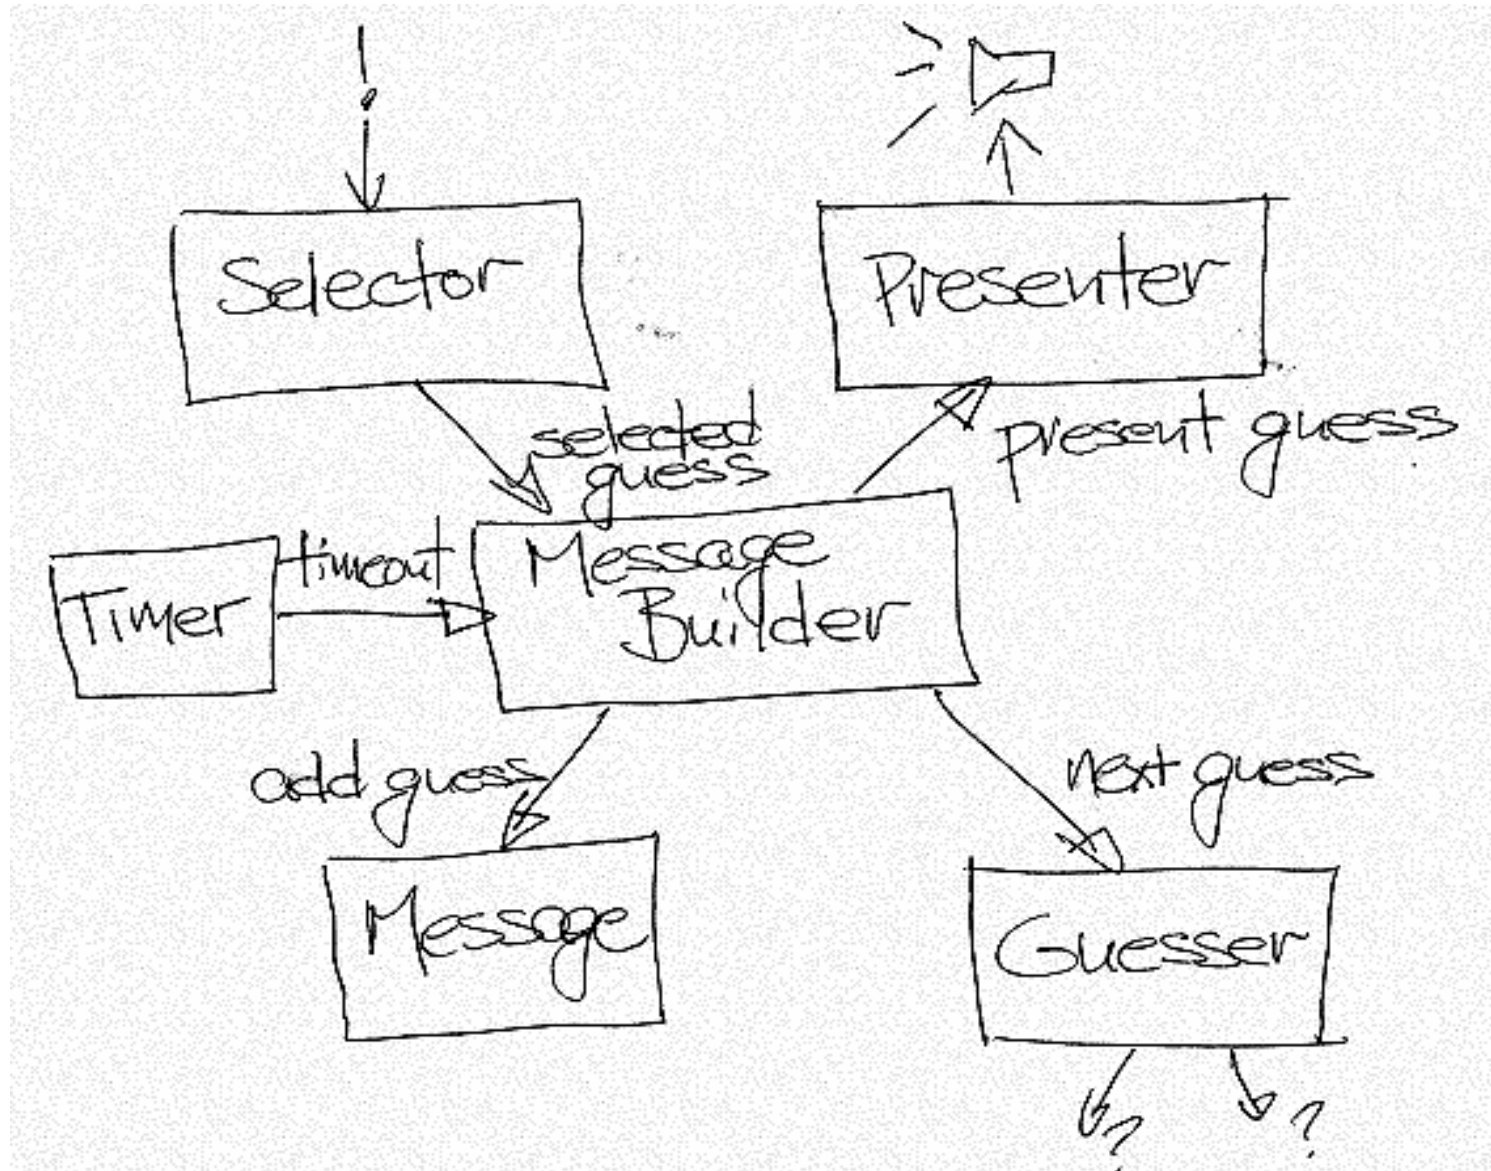 !
Selector
Presenter
selected
guess
present guess
timeout
Timer
Message
Builder
add guess
next guess
Message
Guesser
? ?